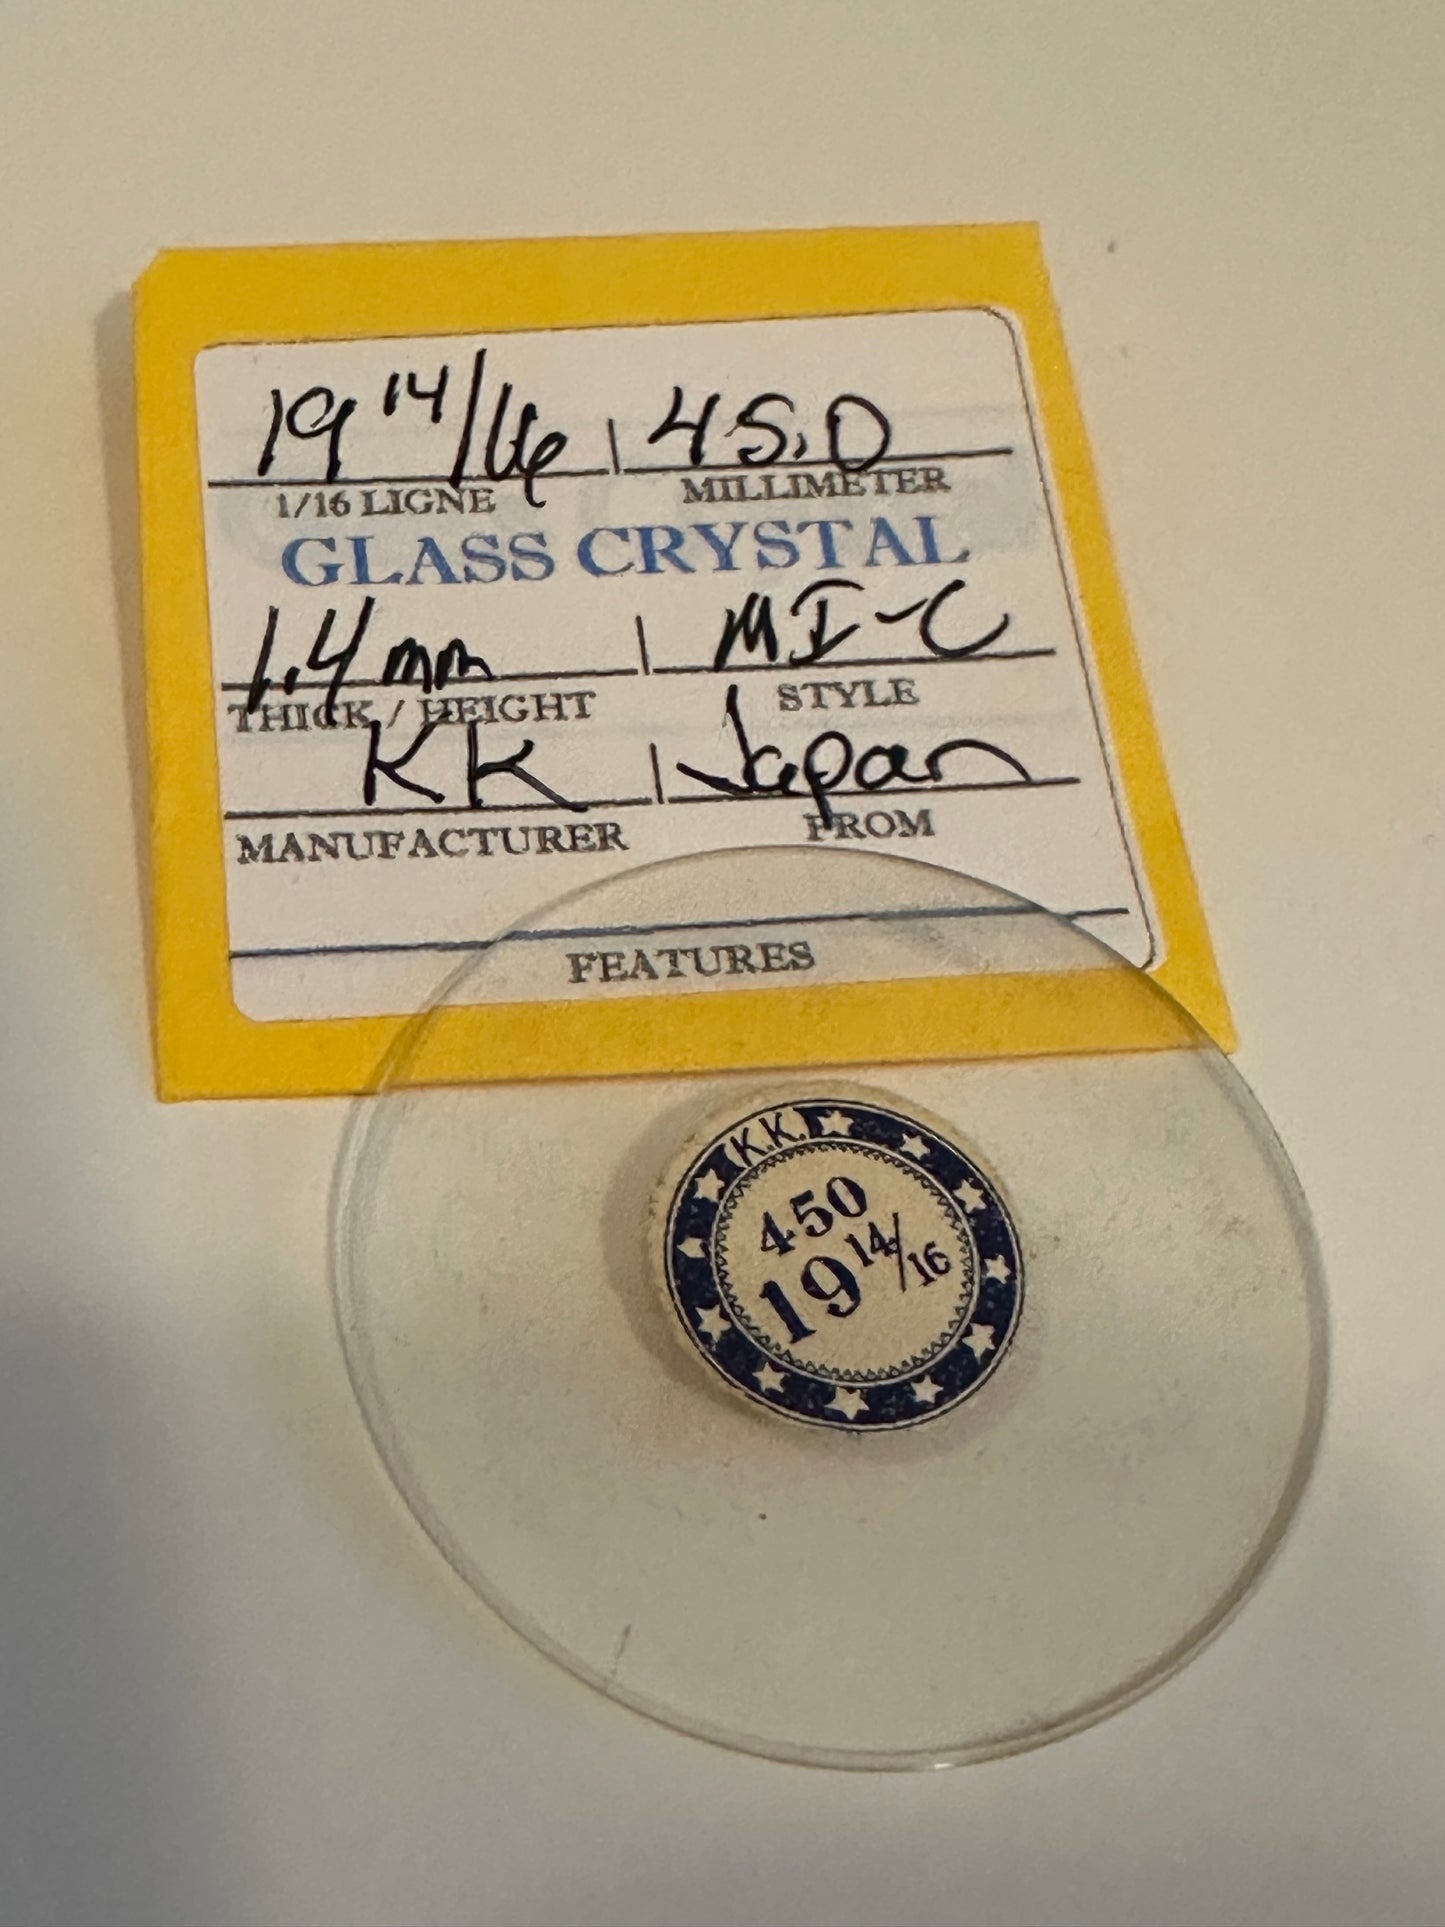 19 14/16 | 45.0
1/16 LIGNE MILLIMETER
GLASS CRYSTAL
1.4mm | MI-C
THICK / HEIGHT STYLE
KK | Japan
MANUFACTURER FROM
FEATURES
K.K.
450
19 14/16